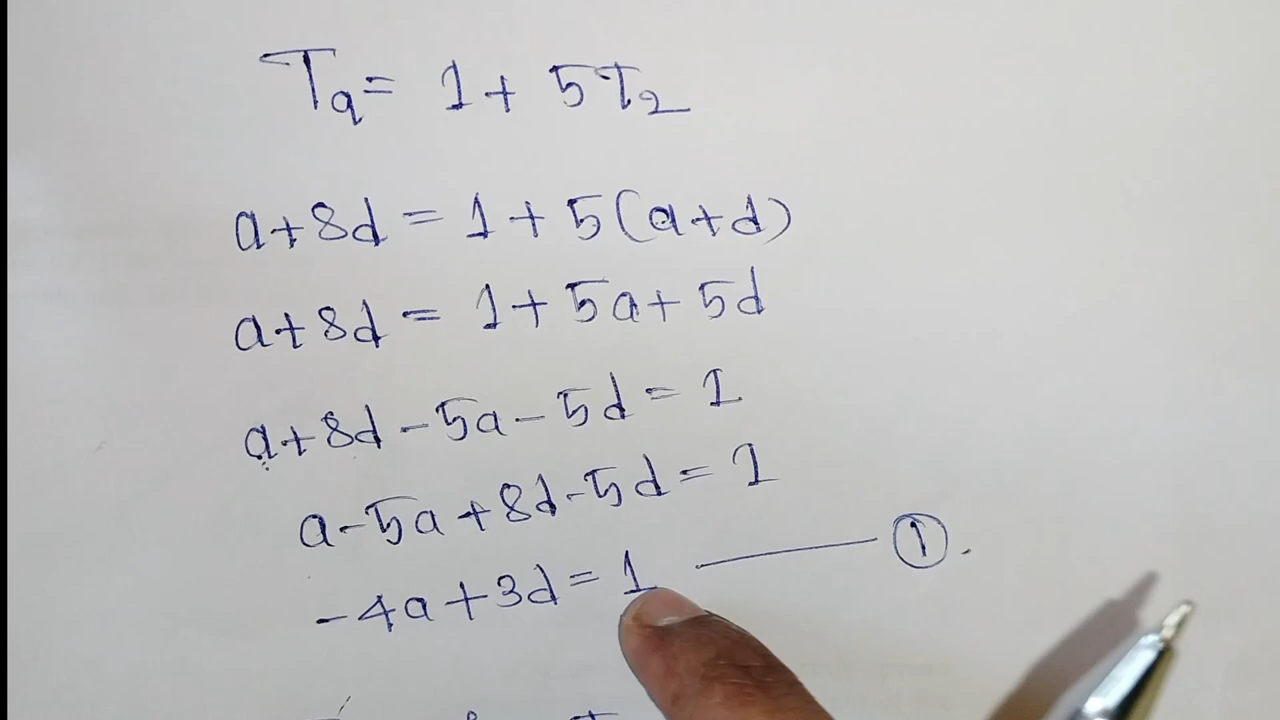 T₉ = 1 + 5T₂
a+8d = 1+5(a+d)
a+8d = 1+5a+5d
a+8d-5a-5d = 1
a-5a+8d-5d = 1
-4a+3d = 1 ——— ①.